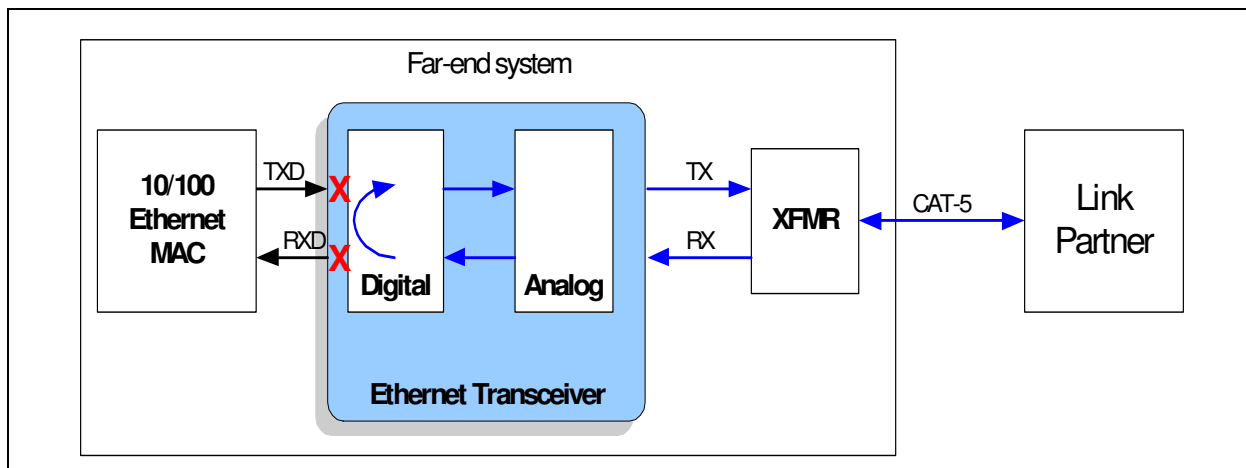 Far-end system
10/100
Ethernet
MAC
TXD
RXD
X
X
Digital
Analog
Ethernet Transceiver
TX
RX
XFMR
CAT-5
Link
Partner